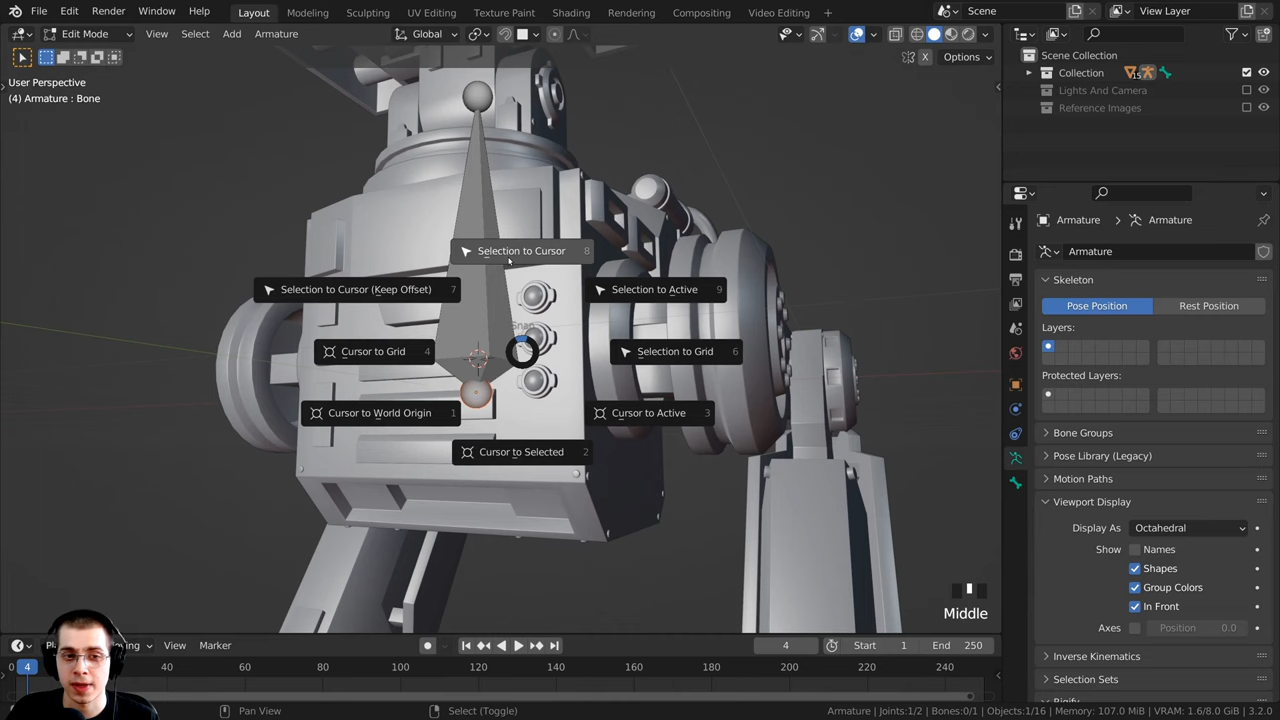 File Edit Render Window Help Layout Modeling Sculpting UV Editing Texture Paint Shading Rendering Compositing Video Editing + Scene View Layer
Edit Mode View Select Add Armature Global
X Options
User Perspective
(4) Armature : Bone
Scene Collection
Collection 15
Lights And Camera
Reference Images
Selection to Cursor 8
Selection to Cursor (Keep Offset) 7
Selection to Active 9
Snap
Cursor to Grid 4
Selection to Grid 6
Cursor to World Origin 1
Cursor to Active 3
Cursor to Selected 2
Armature Armature
Armature
Skeleton
Pose Position Rest Position
Layers:
Protected Layers:
Bone Groups
Pose Library (Legacy)
Motion Paths
Viewport Display
Display As Octahedral
Show Names
Shapes
Group Colors
In Front
Axes Position 0.0
Inverse Kinematics
Selection Sets
Middle
View Marker 4 Start 1 End 250
0 4 20 40 60 80 100 120 140 160 180 200 220 240
Pan View Select (Toggle) Armature | Joints:1/2 | Bones:0/1 | Objects:1/16 | Memory: 107.0 MiB | VRAM: 1.6/8.0 GiB | 3.2.0